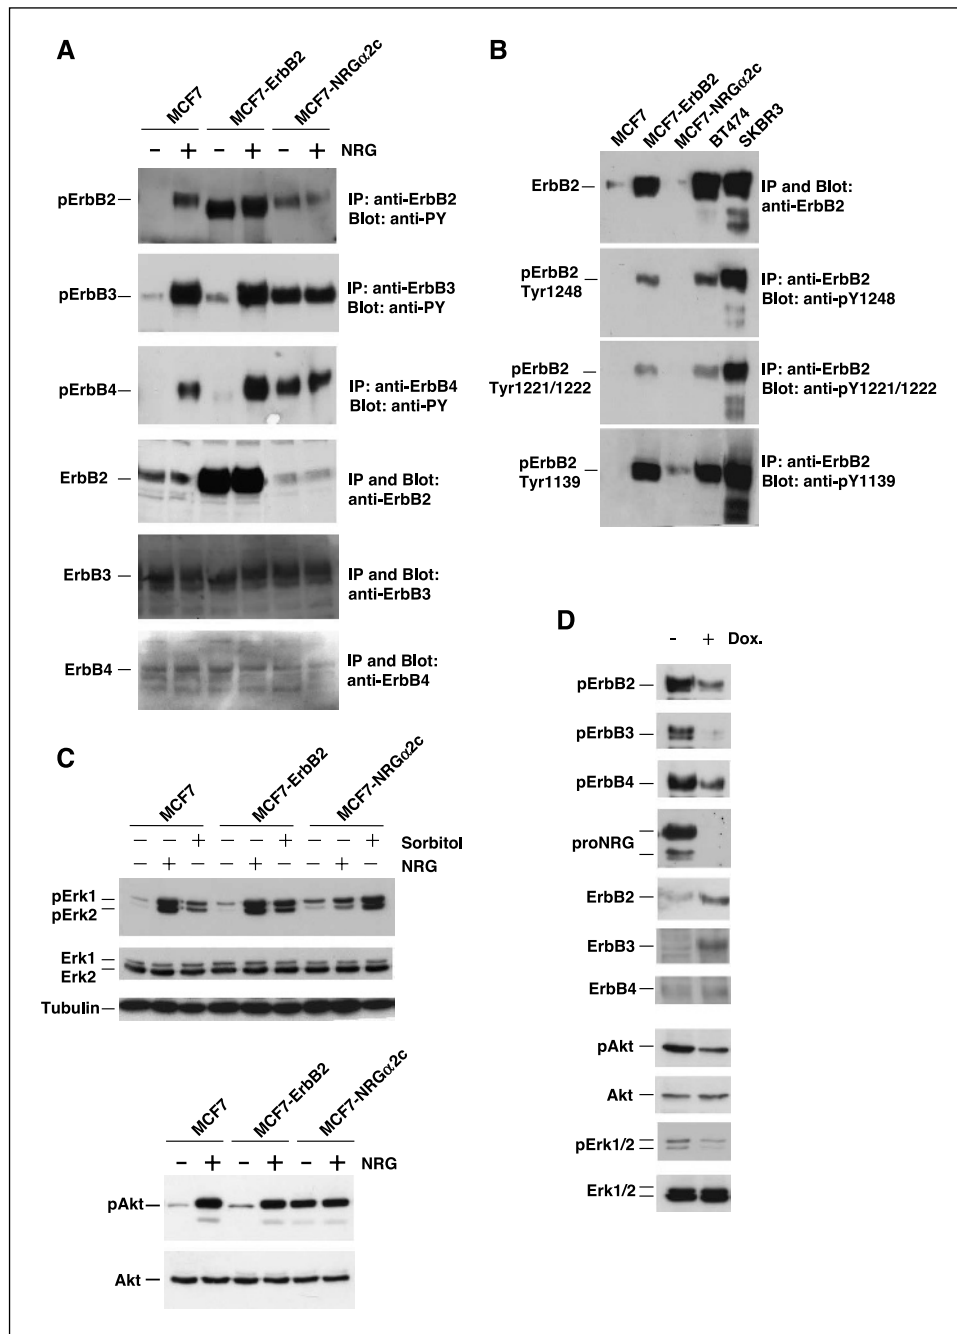 A
MCF7
MCF7-ErbB2
MCF7-NRGα2c
− + − + − + NRG
pErbB2
IP: anti-ErbB2
Blot: anti-PY
pErbB3
IP: anti-ErbB3
Blot: anti-PY
pErbB4
IP: anti-ErbB4
Blot: anti-PY
ErbB2
IP and Blot:
anti-ErbB2
ErbB3
IP and Blot:
anti-ErbB3
ErbB4
IP and Blot:
anti-ErbB4
B
MCF7
MCF7-ErbB2
MCF7-NRGα2c
BT474
SKBR3
ErbB2
IP and Blot:
anti-ErbB2
pErbB2
Tyr1248
IP: anti-ErbB2
Blot: anti-pY1248
pErbB2
Tyr1221/1222
IP: anti-ErbB2
Blot: anti-pY1221/1222
pErbB2
Tyr1139
IP: anti-ErbB2
Blot: anti-pY1139
C
MCF7
MCF7-ErbB2
MCF7-NRGα2c
− − + − − + − − + Sorbitol
− + − − + − − + − NRG
pErk1
pErk2
Erk1
Erk2
Tubulin
MCF7
MCF7-ErbB2
MCF7-NRGα2c
− + − + − + NRG
pAkt
Akt
D
- + Dox.
pErbB2
pErbB3
pErbB4
proNRG
ErbB2
ErbB3
ErbB4
pAkt
Akt
pErk1/2
Erk1/2